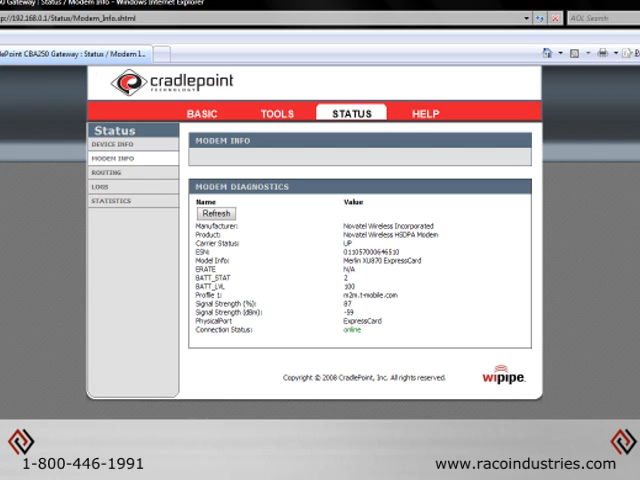 0 Gateway : Status / Modem Info - Windows Internet Explorer
p://192.168.0.1/Status/Modem_Info.shtml
AOL Search
ePoint CBA250 Gateway : Status / Modem I...
cradlepoint
TECHNOLOGY
BASIC TOOLS STATUS HELP
Status
DEVICE INFO
MODEM INFO
ROUTING
LOGS
STATISTICS
MODEM INFO
MODEM DIAGNOSTICS
Name Value
Refresh
Manufacturer: Novatel Wireless Incorporated
Product: Novatel Wireless HSDPA Modem
Carrier Status: UP
ESN: 011057000646510
Model Info: Merlin XU870 ExpressCard
ERATE N/A
BATT_STAT 2
BATT_LVL 100
Profile 1: m2m.t-mobile.com
Signal Strength (%): 87
Signal Strength (dBm): -59
PhysicalPort ExpressCard
Connection Status: online
Copyright © 2008 CradlePoint, Inc. All rights reserved.
wipipe
1-800-446-1991
www.racoindustries.com